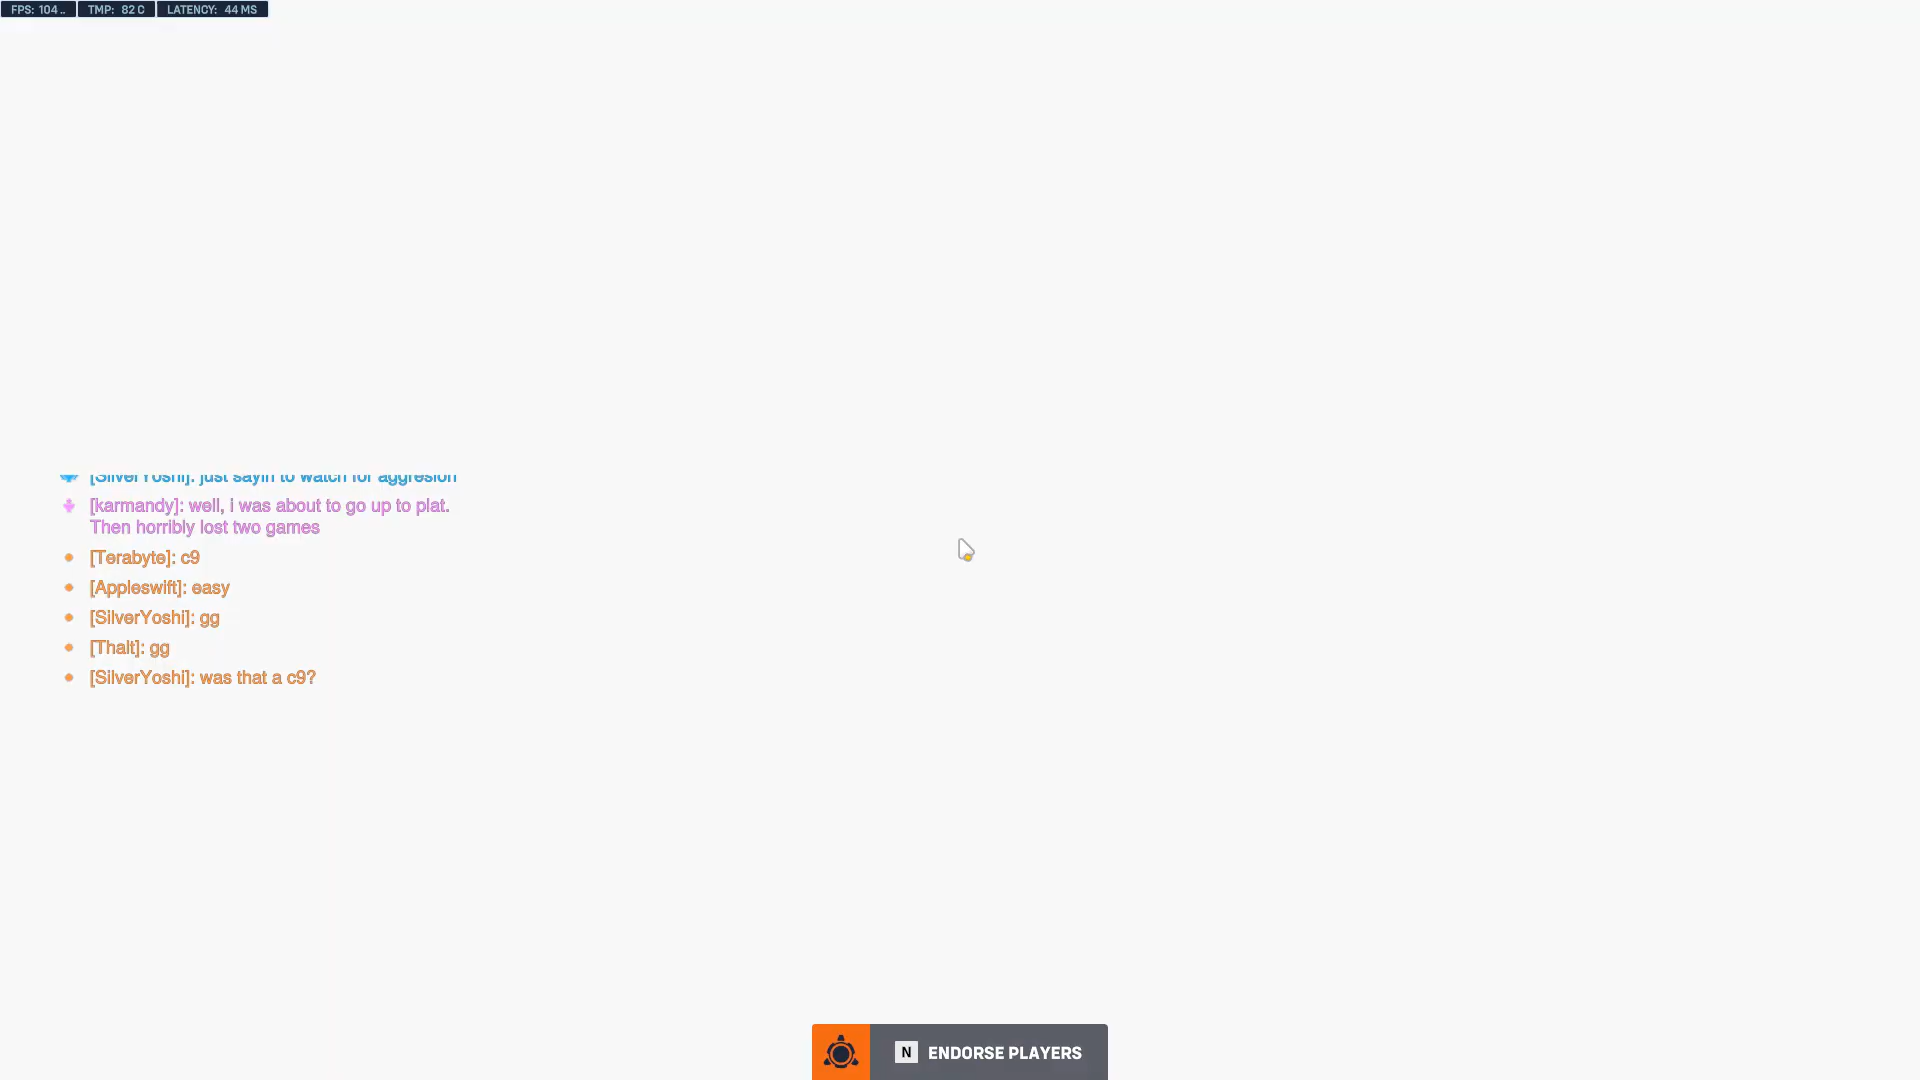 FPS: 104 ..
TMP: 82 C
LATENCY: 44 MS
[SilverYoshi]: just sayin to watch for aggresion
[karmandy]: well, i was about to go up to plat.
Then horribly lost two games
[Terabyte]: c9
[Appleswift]: easy
[SilverYoshi]: gg
[Thalt]: gg
[SilverYoshi]: was that a c9?
N ENDORSE PLAYERS